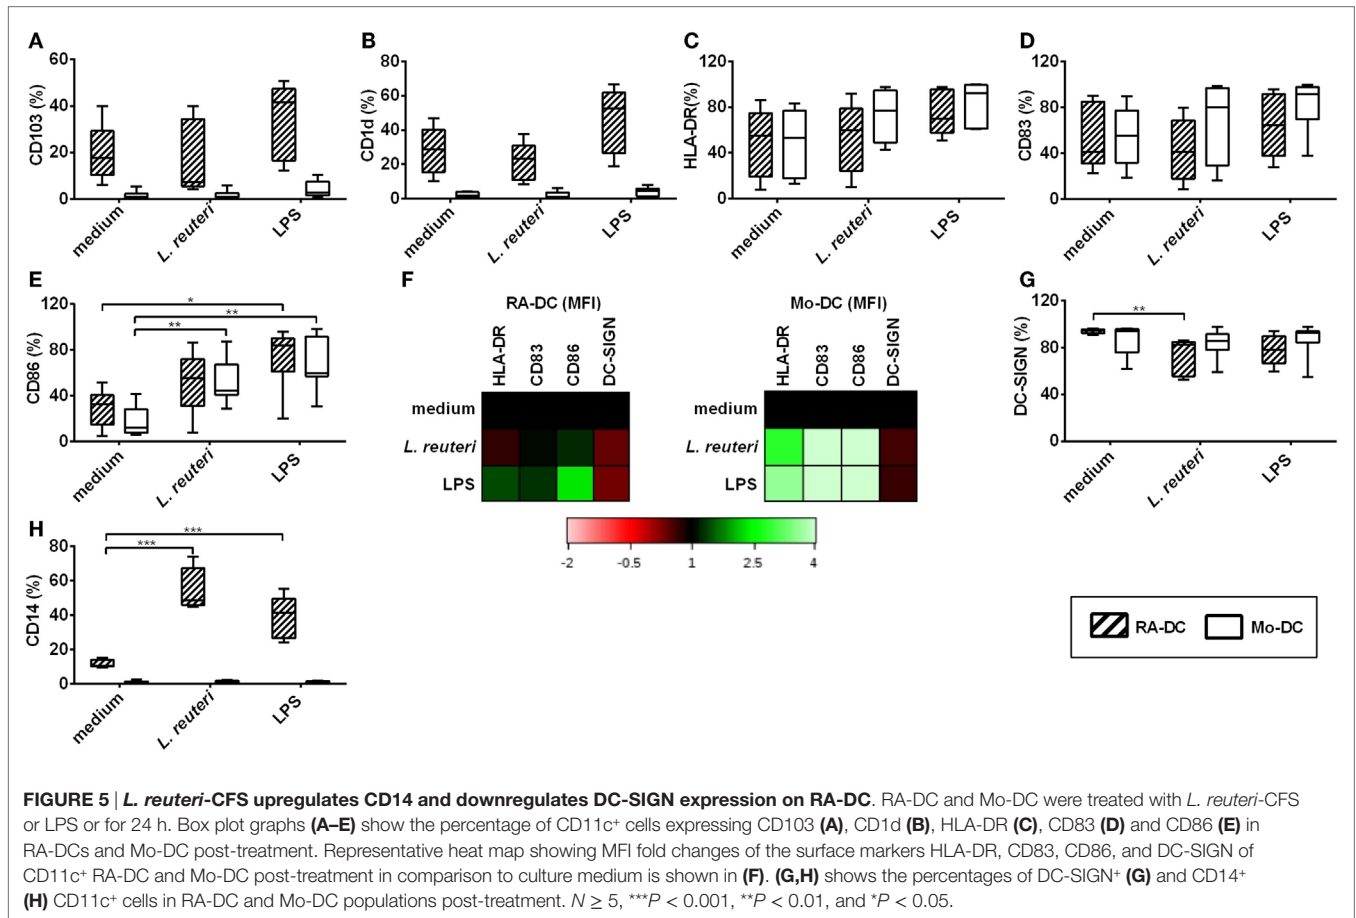 A
60
40
20
0
CD103 (%)
medium
L. reuteri
LPS
B
80
60
40
20
0
CD1d (%)
medium
L. reuteri
LPS
C
120
80
40
0
HLA-DR(%)
medium
L. reuteri
LPS
D
120
80
40
0
CD83 (%)
medium
L. reuteri
LPS
E
120
80
40
0
CD86 (%)
*
**
**
medium
L. reuteri
LPS
F
RA-DC (MFI)
HLA-DR
CD83
CD86
DC-SIGN
medium
L. reuteri
LPS
Mo-DC (MFI)
HLA-DR
CD83
CD86
DC-SIGN
-2 -0.5 1 2.5 4
G
120
80
40
0
DC-SIGN (%)
**
medium
L. reuteri
LPS
H
80
60
40
20
0
CD14 (%)
***
***
medium
L. reuteri
LPS
RA-DC Mo-DC
FIGURE 5 | L. reuteri-CFS upregulates CD14 and downregulates DC-SIGN expression on RA-DC. RA-DC and Mo-DC were treated with L. reuteri-CFS
or LPS or for 24 h. Box plot graphs (A–E) show the percentage of CD11c+ cells expressing CD103 (A), CD1d (B), HLA-DR (C), CD83 (D) and CD86 (E) in
RA-DCs and Mo-DC post-treatment. Representative heat map showing MFI fold changes of the surface markers HLA-DR, CD83, CD86, and DC-SIGN of
CD11c+ RA-DC and Mo-DC post-treatment in comparison to culture medium is shown in (F). (G,H) shows the percentages of DC-SIGN+ (G) and CD14+
(H) CD11c+ cells in RA-DC and Mo-DC populations post-treatment. N ≥ 5, ***P < 0.001, **P < 0.01, and *P < 0.05.